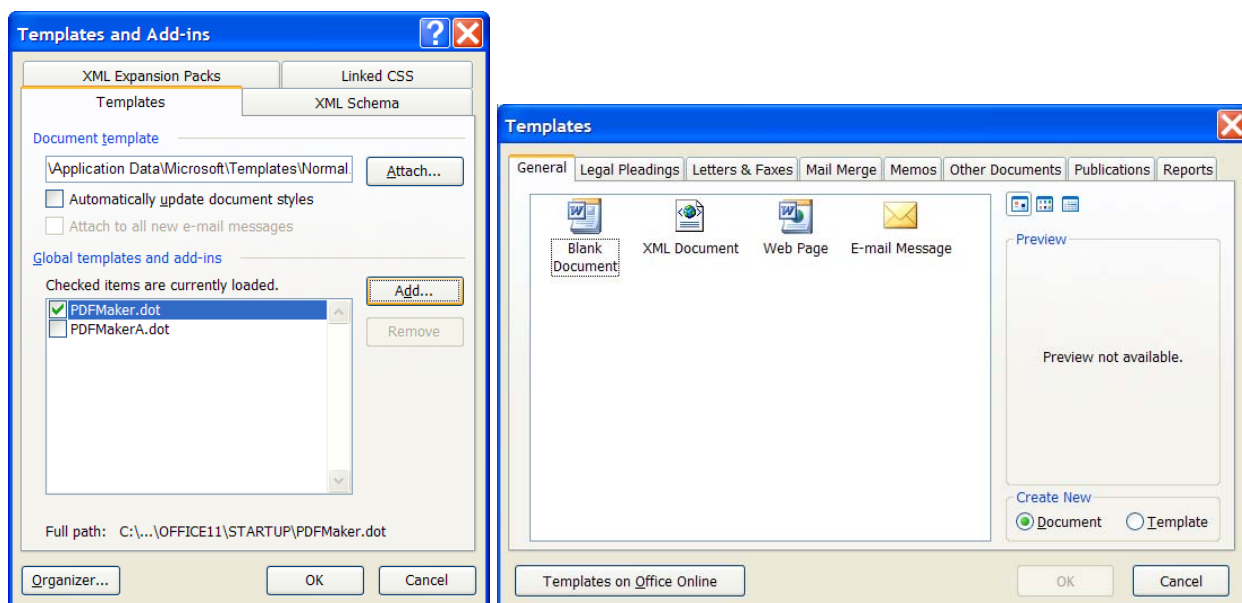 Templates and Add-ins
XML Expansion Packs
Linked CSS
Templates
XML Schema
Document template
\Application Data\Microsoft\Templates\Normal.
Attach...
Automatically update document styles
Attach to all new e-mail messages
Global templates and add-ins
Checked items are currently loaded.
Add...
PDFMaker.dot
PDFMakerA.dot
Remove
Full path: C:\...\OFFICE11\STARTUP\PDFMaker.dot
Organizer...
OK
Cancel
Templates
General
Legal Pleadings
Letters & Faxes
Mail Merge
Memos
Other Documents
Publications
Reports
Blank
Document
XML Document
Web Page
E-mail Message
Preview
Preview not available.
Create New
Document
Template
Templates on Office Online
OK
Cancel